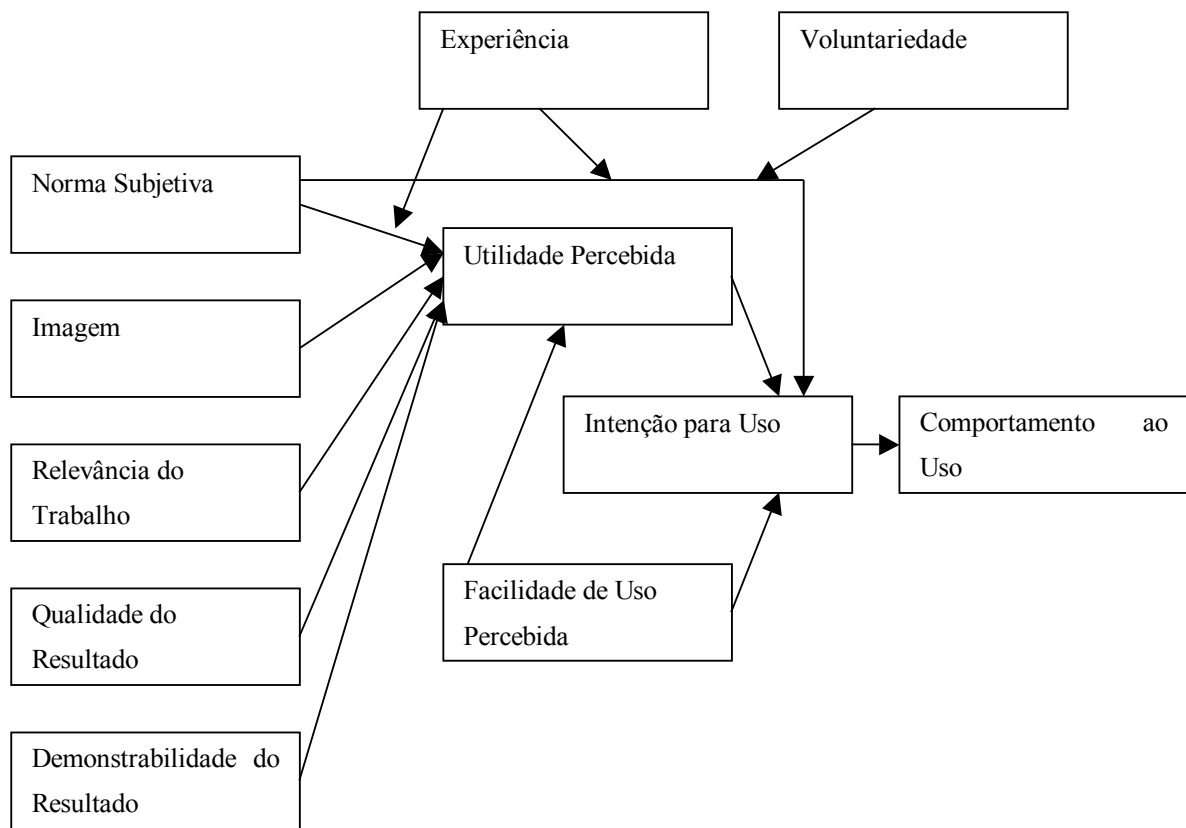 Experiência
Voluntariedade
Norma Subjetiva
Utilidade Percebida
Imagem
Intenção para Uso
Comportamento ao
Uso
Relevância do
Trabalho
Facilidade de Uso
Percebida
Qualidade do
Resultado
Demonstrabilidade do
Resultado